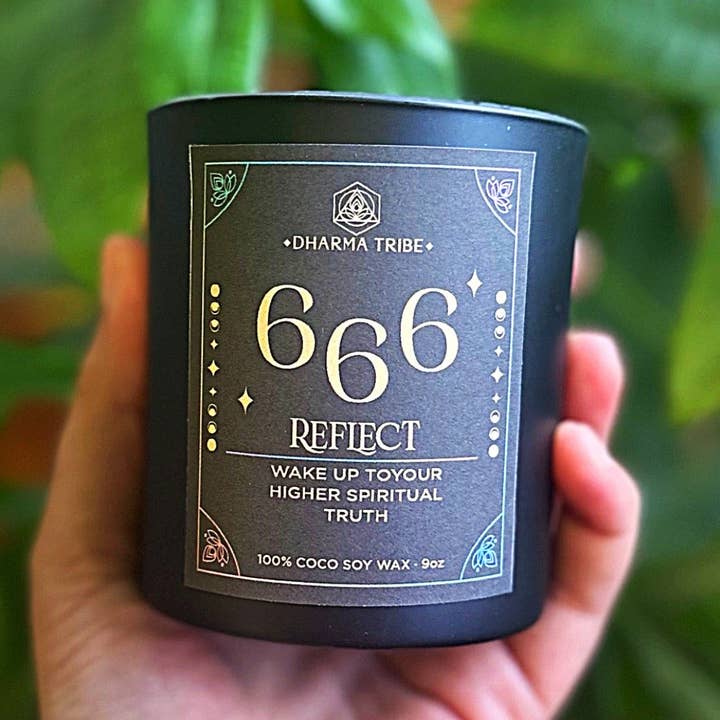 DHARMA TRIBE
666
REFLECT
WAKE UP TOYOUR
HIGHER SPIRITUAL
TRUTH
100% COCO SOY WAX - 9oz